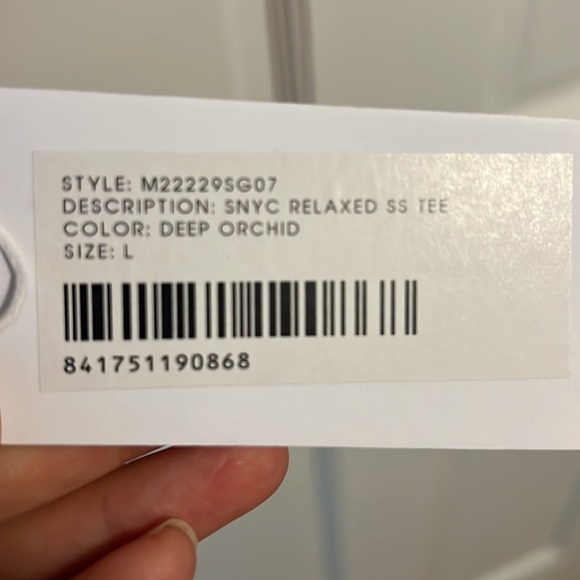 STYLE: M22229SG07
DESCRIPTION: SNYC RELAXED SS TEE
COLOR: DEEP ORCHID
SIZE: L
841751190868